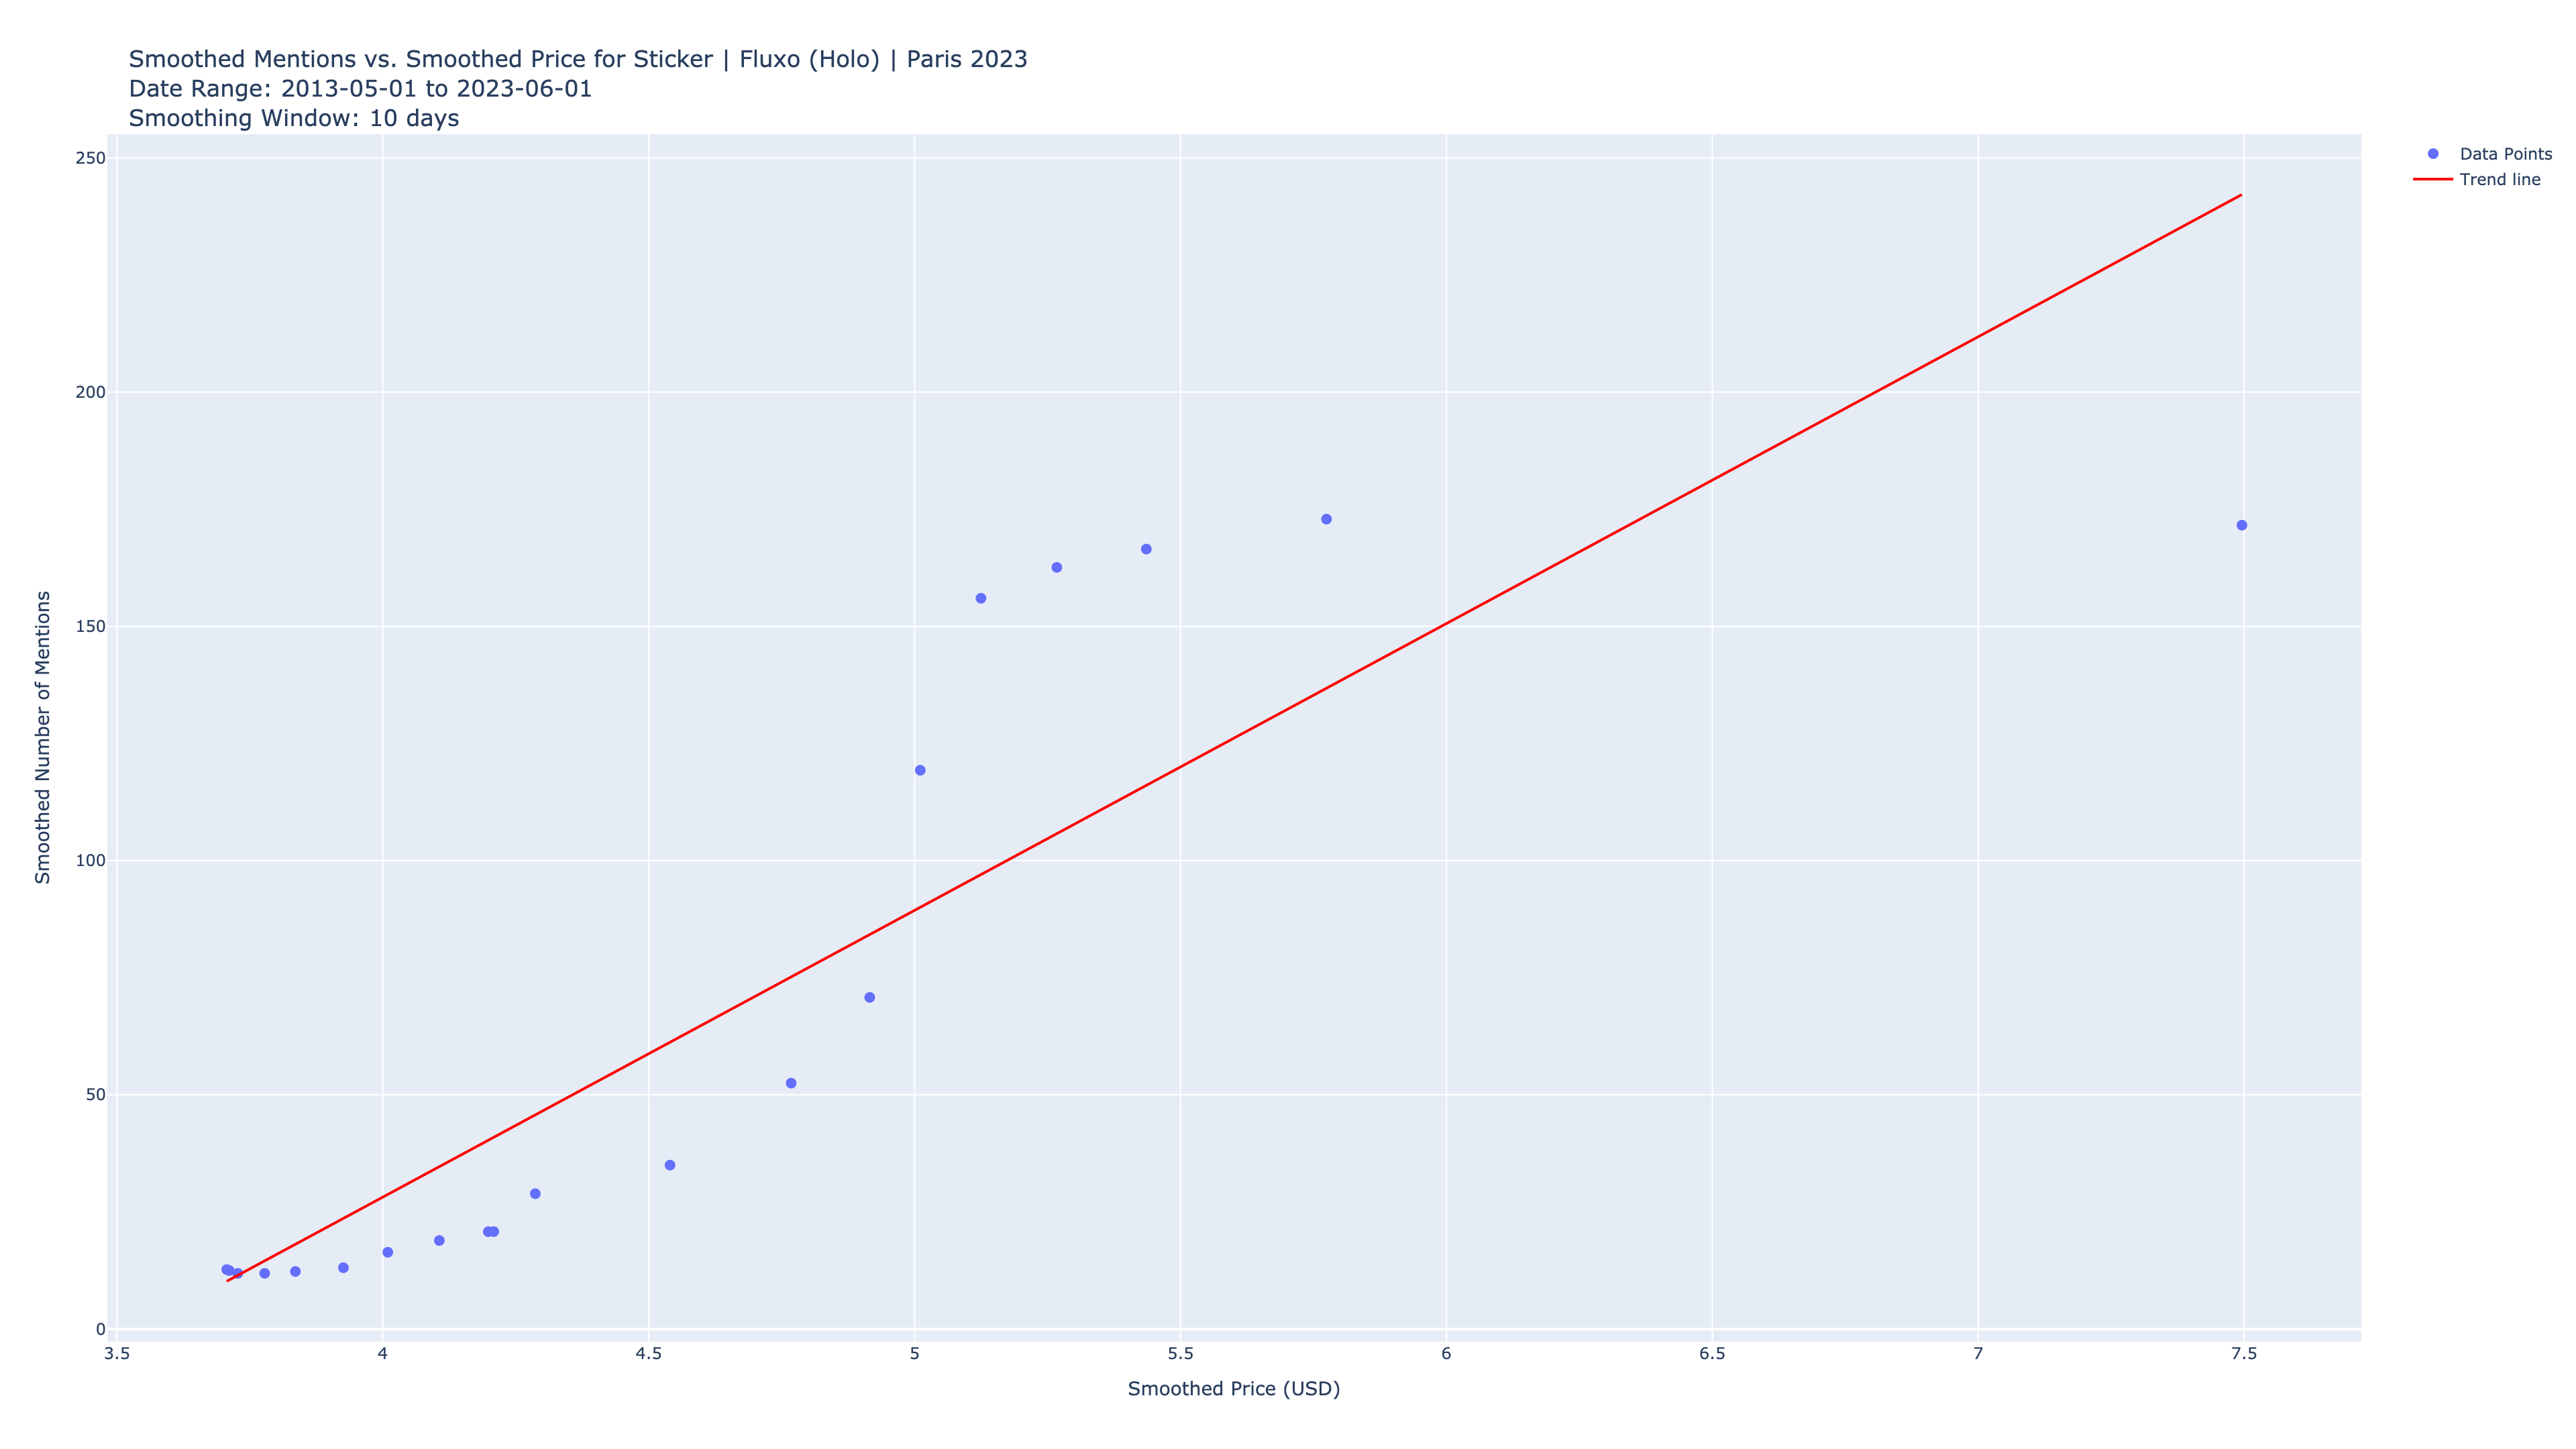 Smoothed Mentions vs. Smoothed Price for Sticker | Fluxo (Holo) | Paris 2023
Date Range: 2013-05-01 to 2023-06-01
Smoothing Window: 10 days
Data Points
Trend line
250
200
150
100
50
0
Smoothed Number of Mentions
3.5 4 4.5 5 5.5 6 6.5 7 7.5
Smoothed Price (USD)